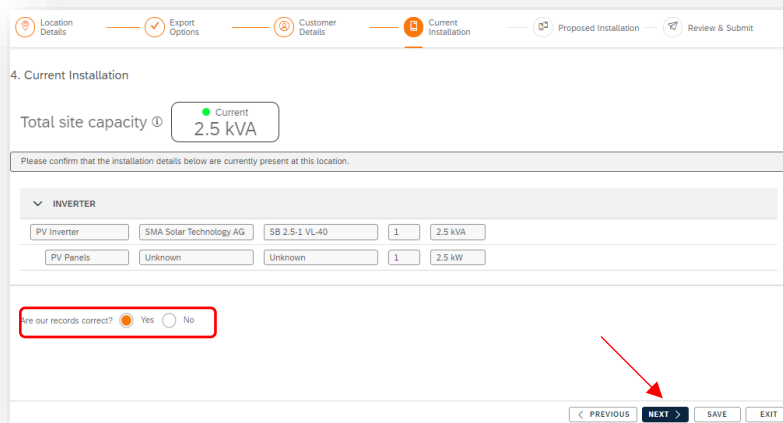 Location Details
Export Options
Customer Details
Current Installation
Proposed Installation
Review & Submit
4. Current Installation
Total site capacity
Current
2.5 kVA
Please confirm that the installation details below are currently present at this location.
INVERTER
PV Inverter SMA Solar Technology AG SB 2.5-1 VL-40 1 2.5 kVA
PV Panels Unknown Unknown 1 2.5 kW
Are our records correct? Yes No
< PREVIOUS NEXT > SAVE EXIT